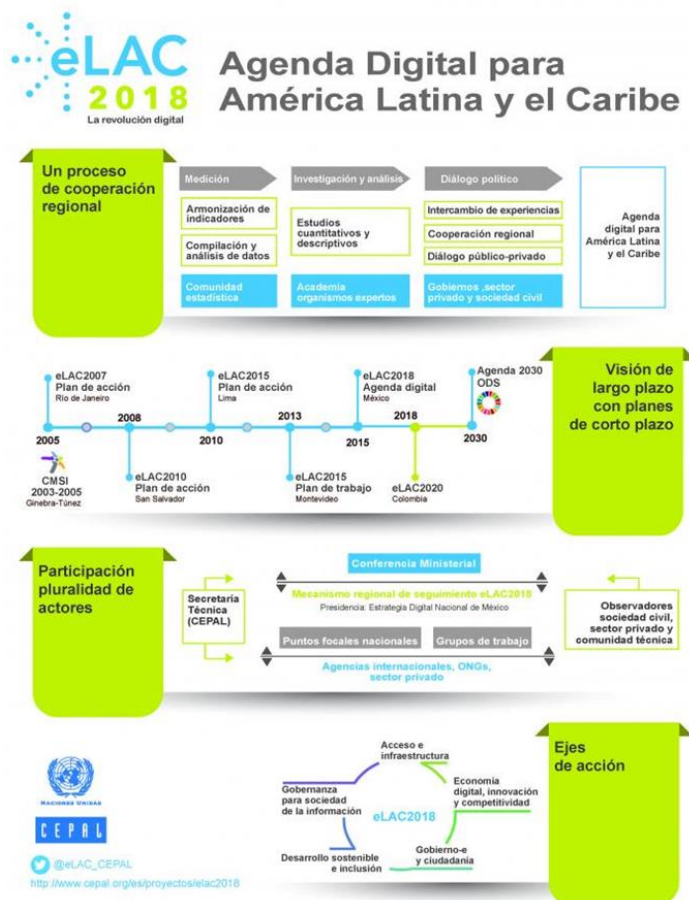 eLAC
2018
La revolución digital
Agenda Digital para
América Latina y el Caribe
Un proceso
de cooperación
regional
Medición
Armonización de
indicadores
Compilación y
análisis de datos
Comunidad
estadística
Investigación y análisis
Estudios
cuantitativos y
descriptivos
Academia
organismos expertos
Diálogo político
Intercambio de experiencias
Cooperación regional
Diálogo público-privado
Gobiernos ,sector
privado y sociedad civil
Agenda
digital para
América Latina
y el Caribe
Visión de
largo plazo
con planes
de corto plazo
eLAC2007
Plan de acción
Río de Janeiro
eLAC2015
Plan de acción
Lima
eLAC2018
Agenda digital
México
Agenda 2030
ODS
2005
2008
2010
2013
2015
2018
2030
CMSI
2003-2005
Ginebra-Túnez
eLAC2010
Plan de acción
San Salvador
eLAC2015
Plan de trabajo
Montevideo
eLAC2020
Colombia
Participación
pluralidad de
actores
Secretaría
Técnica
(CEPAL)
Conferencia Ministerial
Mecanismo regional de seguimiento eLAC2018
Presidencia: Estrategia Digital Nacional de México
Puntos focales nacionales
Grupos de trabajo
Agencias internacionales, ONGs,
sector privado
Observadores
sociedad civil,
sector privado y
comunidad técnica
Ejes
de acción
Acceso e
infraestructura
Economía
digital, innovación
y competitividad
Gobierno-e
y ciudadanía
Desarrollo sostenible
e inclusión
Gobernanza
para sociedad
de la información
eLAC2018
NACIONES UNIDAS
CEPAL
@eLAC_CEPAL
http://www.cepal.org/es/proyectos/elac2018